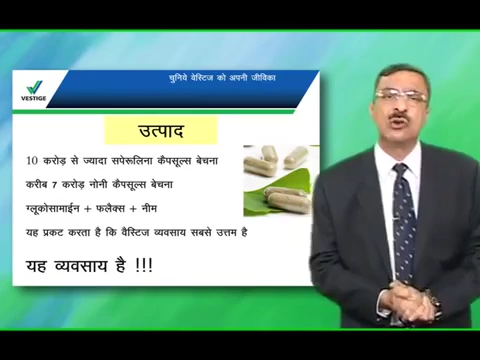 चुनिये वेस्टिज को अपनी जीविका
VESTIGE
उत्पाद
10 करोड़ से ज्यादा सपेरूलिना कैपसूल्स बेचना
करीब 7 करोड़ नोनी कैपसूल्स बेचना
ग्लूकोसामाईन + फलैक्स + नीम
यह प्रकट करता है कि वैस्टिज व्यवसाय सबसे उत्तम है
यह व्यवसाय है !!!